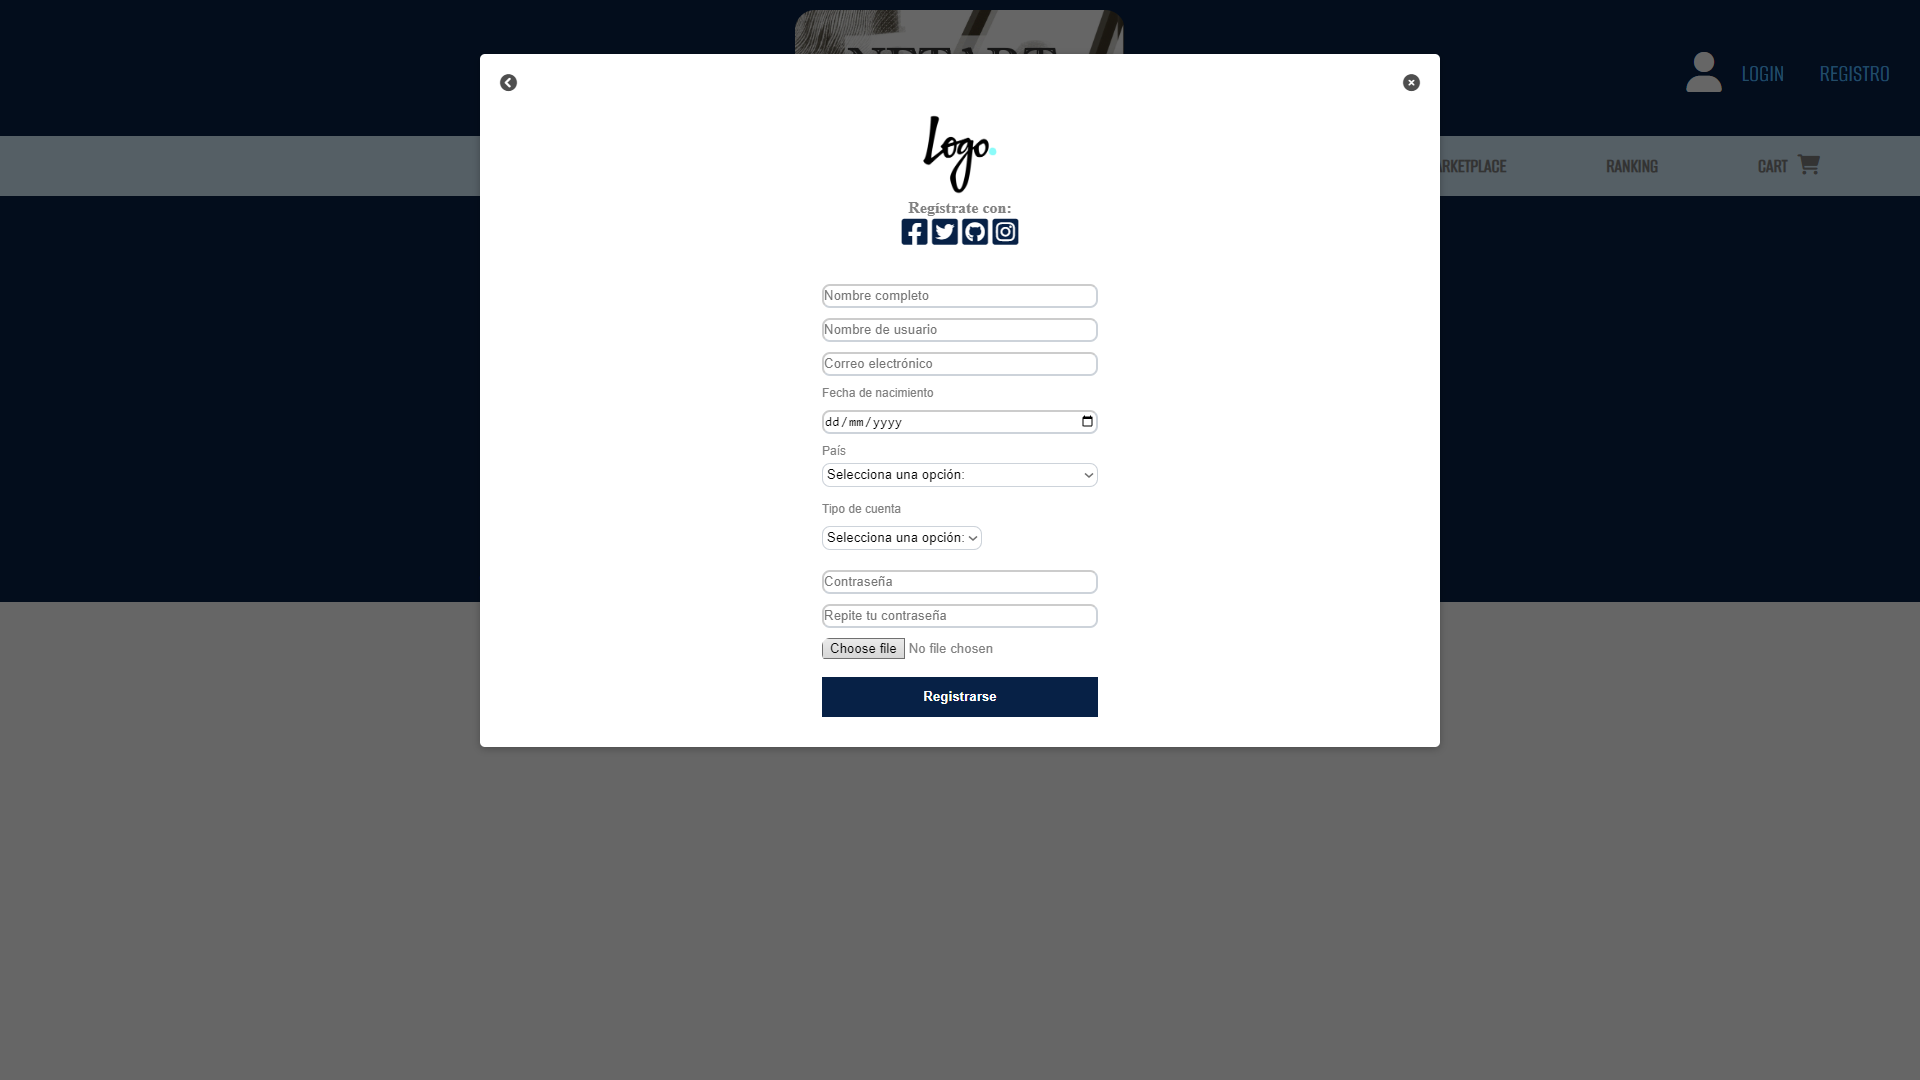 NFT ART
LOGIN
REGISTRO
RANKING
CART
Logo.
Regístrate con:
Nombre completo
Nombre de usuario
Correo electrónico
Fecha de nacimiento
dd/mm/yyyy
País
Selecciona una opción:
Tipo de cuenta
Selecciona una opción:
Contraseña
Repite tu contraseña
Choose file No file chosen
Registrarse